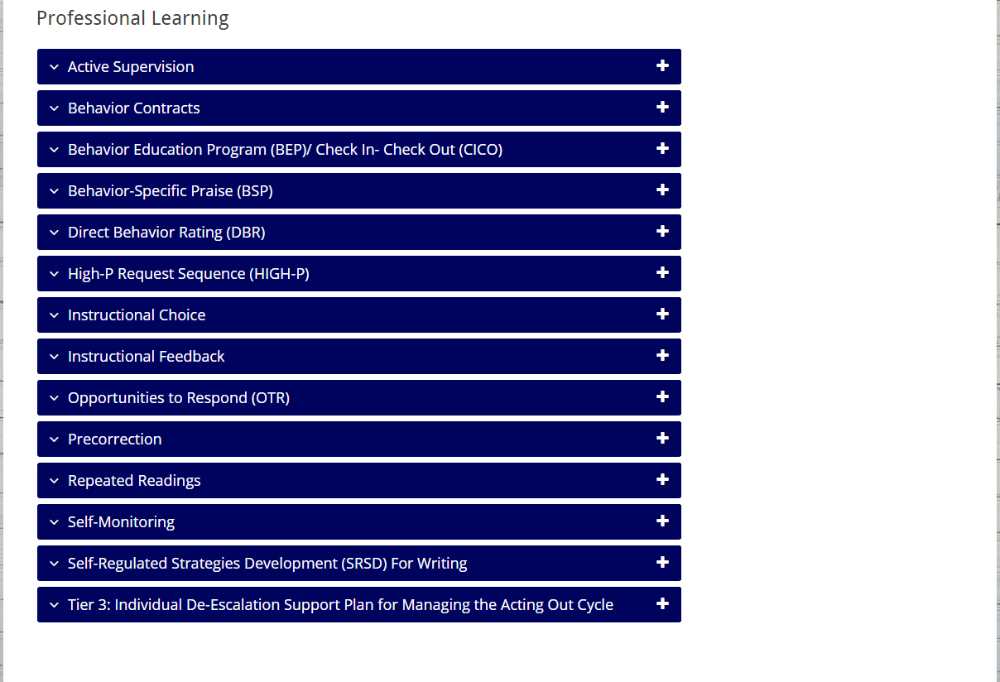 Professional Learning
Active Supervision
Behavior Contracts
Behavior Education Program (BEP)/ Check In- Check Out (CICO)
Behavior-Specific Praise (BSP)
Direct Behavior Rating (DBR)
High-P Request Sequence (HIGH-P)
Instructional Choice
Instructional Feedback
Opportunities to Respond (OTR)
Precorrection
Repeated Readings
Self-Monitoring
Self-Regulated Strategies Development (SRSD) For Writing
Tier 3: Individual De-Escalation Support Plan for Managing the Acting Out Cycle